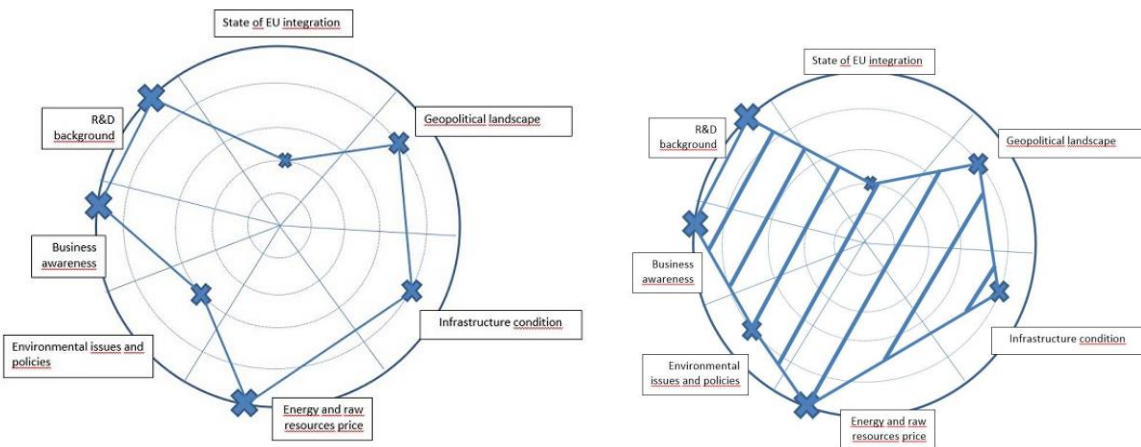 State of EU integration
R&D
background
Geopolitical landscape
Business
awareness
Infrastructure condition
Environmental issues and
policies
Energy and raw
resources price
State of EU integration
R&D
background
Geopolitical landscape
Business
awareness
Infrastructure condition
Environmental
issues and policies
Energy and raw
resources price